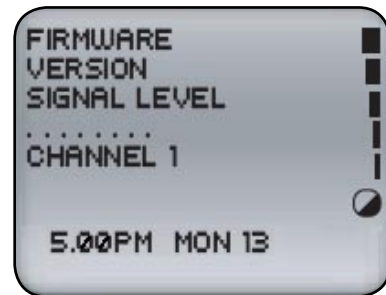 FIRMWARE
VERSION
SIGNAL LEVEL
. . . . . . . .
CHANNEL 1
5.00PM MON 13